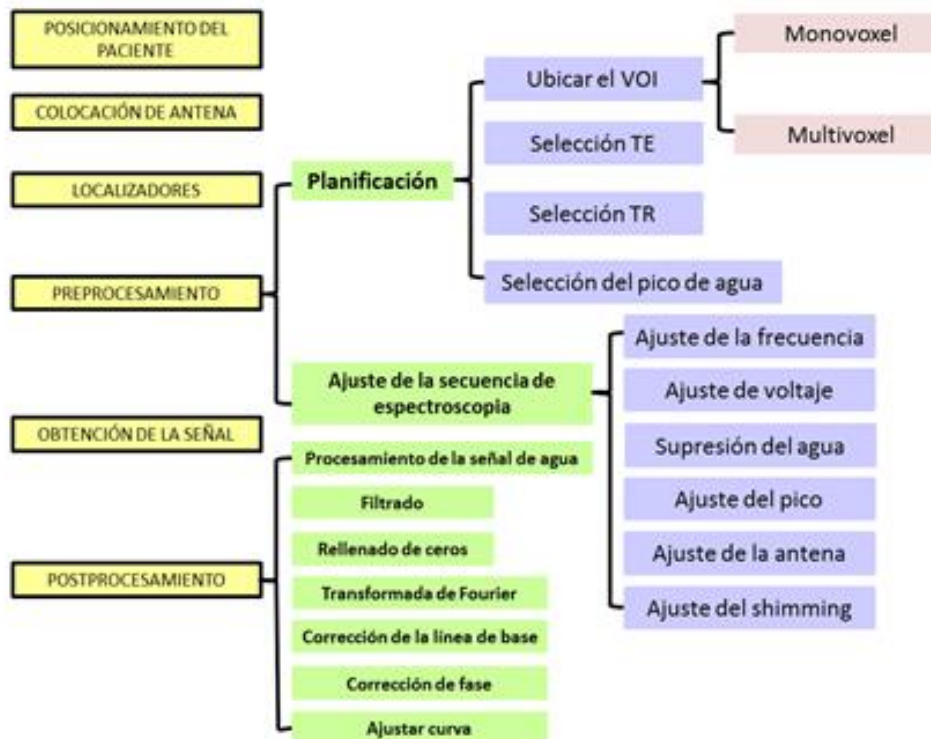 POSICIONAMIENTO DEL
PACIENTE
COLOCACIÓN DE ANTENA
LOCALIZADORES
PREPROCESAMIENTO
OBTENCIÓN DE LA SEÑAL
POSTPROCESAMIENTO
Planificación
Ajuste de la secuencia de
espectroscopia
Procesamiento de la señal de agua
Filtrado
Rellenado de ceros
Transformada de Fourier
Corrección de la línea de base
Corrección de fase
Ajustar curva
Ubicar el VOI
Selección TE
Selección TR
Selección del pico de agua
Ajuste de la frecuencia
Ajuste de voltaje
Supresión del agua
Ajuste del pico
Ajuste de la antena
Ajuste del shimming
Monovoxel
Multivoxel